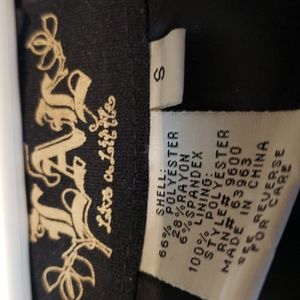 LAL
Live a Little
S
SHELL:
66% POLYESTER
28% RAYON
6% SPANDEX
LINING:
100% POLYESTER
STYLE#:
RN# 63963
MADE IN CHINA
SEE REVERSE
FOR CARE